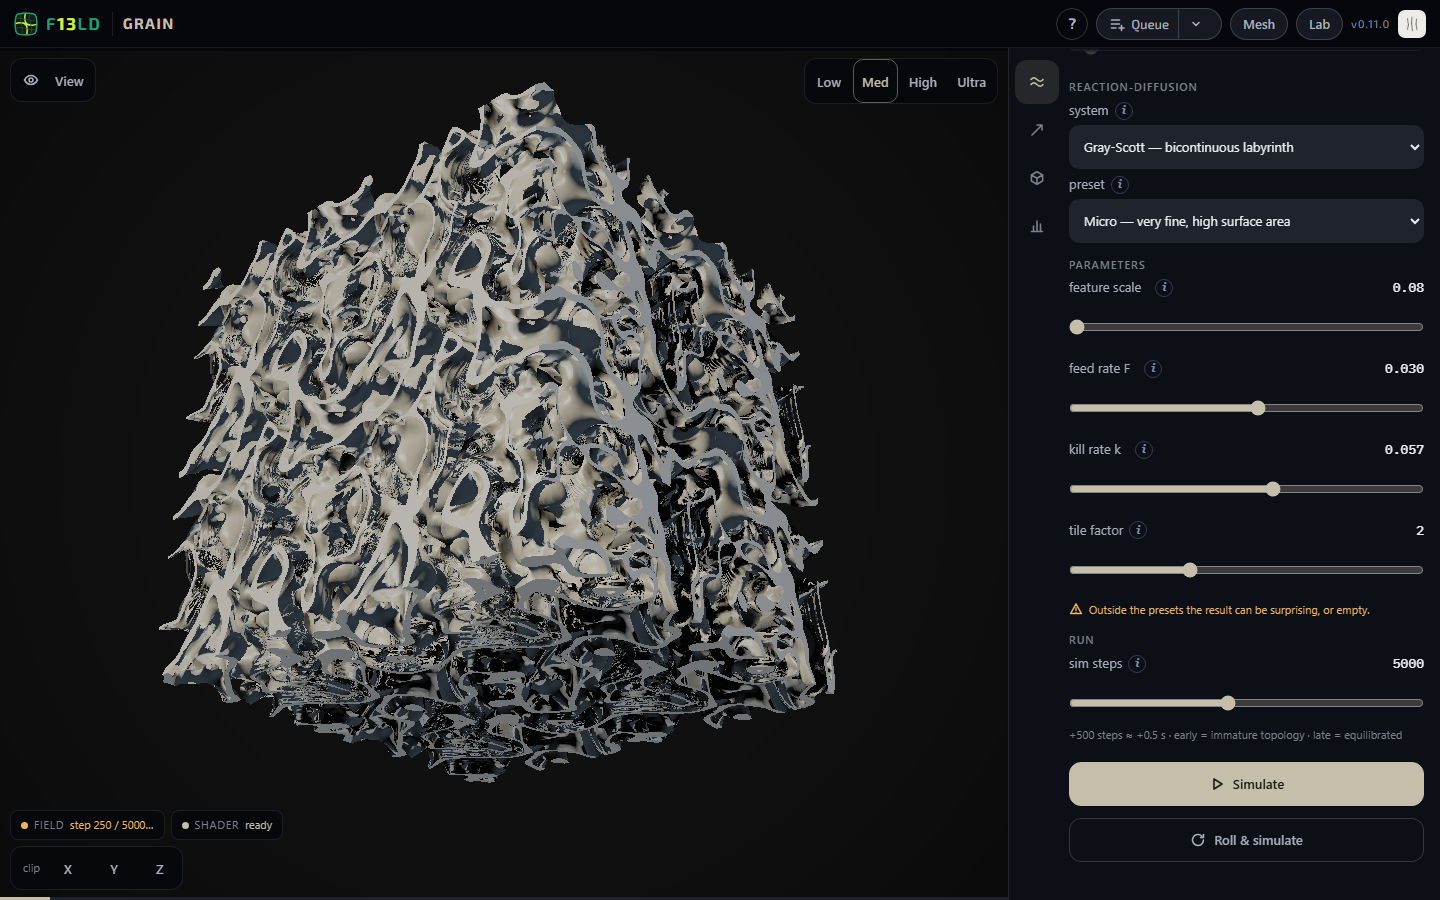 F13LD GRAIN
? Queue Mesh Lab v0.11.0
View
Low Med High Ultra
REACTION-DIFFUSION
system i
Gray-Scott — bicontinuous labyrinth
preset i
Micro — very fine, high surface area
PARAMETERS
feature scale i 0.08
feed rate F i 0.030
kill rate k i 0.057
tile factor i 2
Outside the presets the result can be surprising, or empty.
RUN
sim steps i 5000
+500 steps ≈ +0.5 s · early = immature topology · late = equilibrated
Simulate
Roll & simulate
FIELD step 250 / 5000... SHADER ready
clip X Y Z